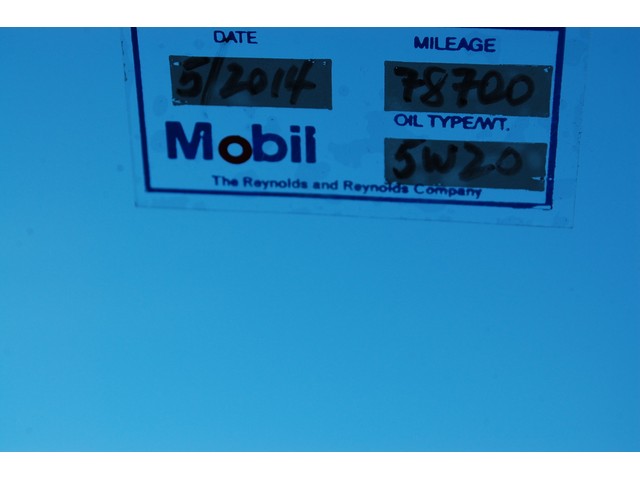 DATE MILEAGE
5/2014 78700
OIL TYPE/WT.
Mobil 5W20
The Reynolds and Reynolds Company